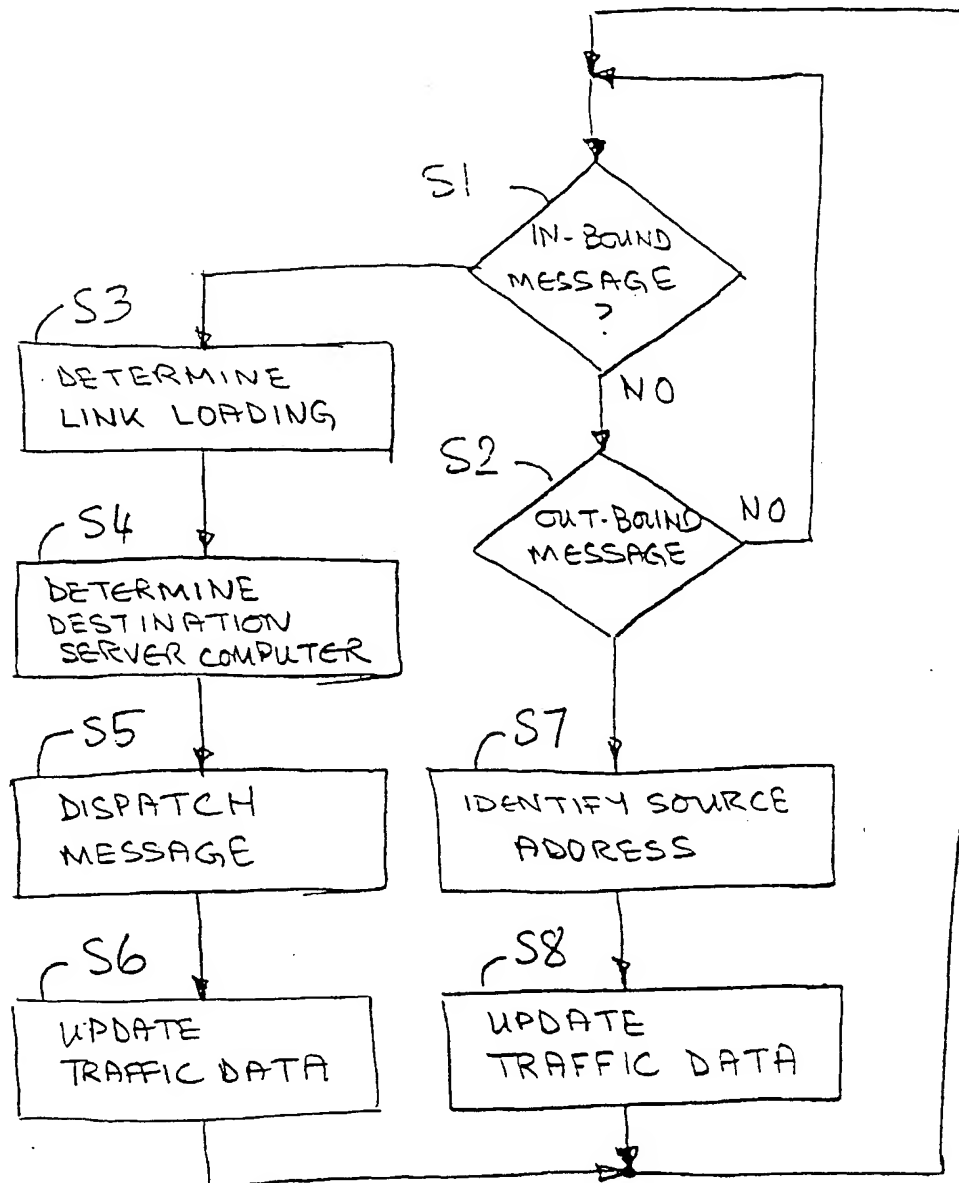 S1
IN-BOUND
MESSAGE
?
NO
S3
DETERMINE
LINK LOADING
S2
OUT-BOUND
MESSAGE
NO
S4
DETERMINE
DESTINATION
SERVER COMPUTER
S5
DISPATCH
MESSAGE
S7
IDENTIFY SOURCE
ADDRESS
S6
UPDATE
TRAFFIC DATA
S8
UPDATE
TRAFFIC DATA